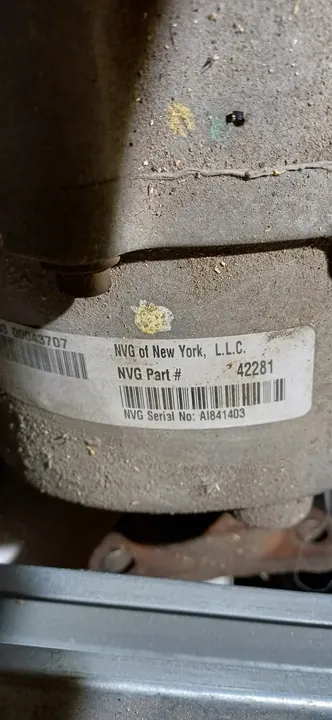 00043707
NVG of New York, L.L.C.
NVG Part # 42281
NVG Serial No: AI841403